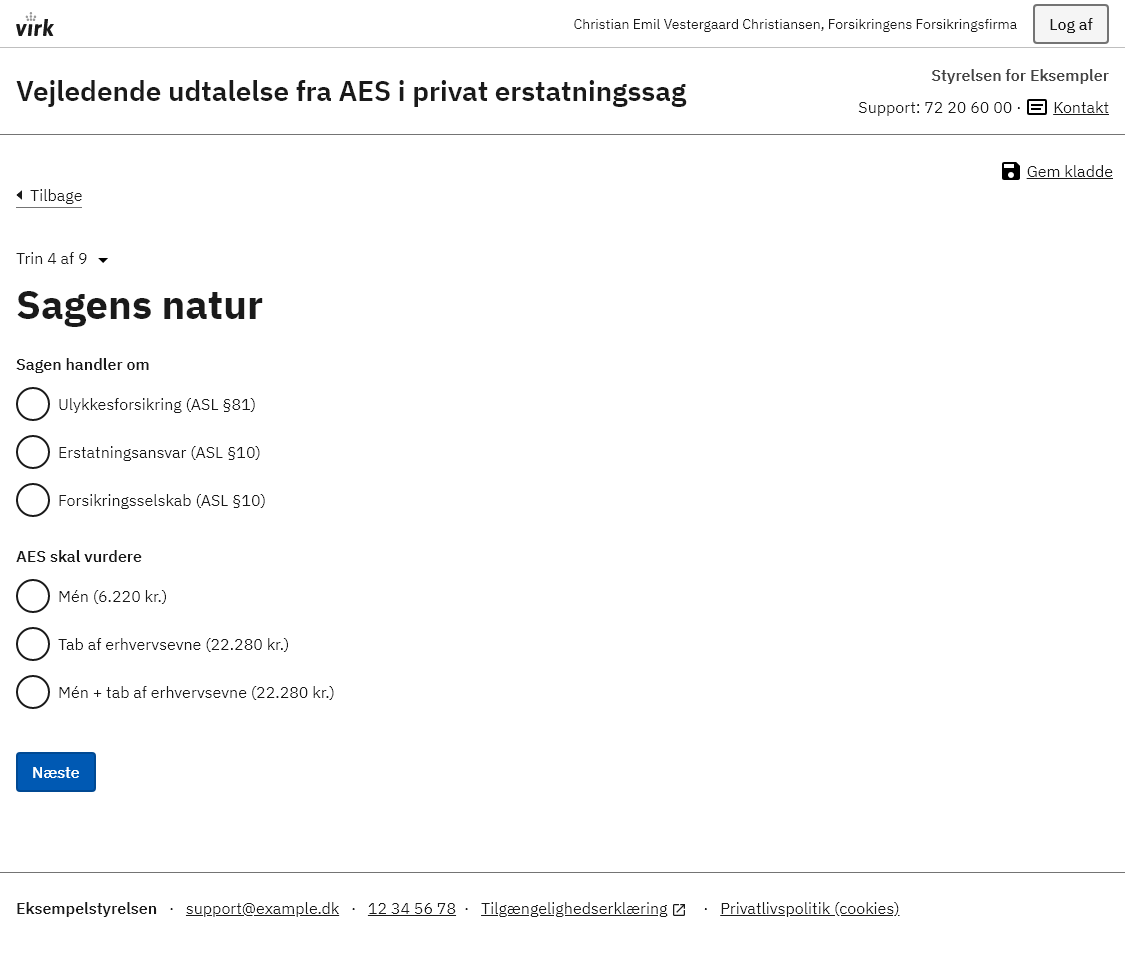 virk
Christian Emil Vestergaard Christiansen, Forsikringens Forsikringsfirma
Log af
Vejledende udtalelse fra AES i privat erstatningssag
Styrelsen for Eksempler
Support: 72 20 60 00 · Kontakt
Gem kladde
Tilbage
Trin 4 af 9
Sagens natur
Sagen handler om
Ulykkesforsikring (ASL §81)
Erstatningsansvar (ASL §10)
Forsikringsselskab (ASL §10)
AES skal vurdere
Mén (6.220 kr.)
Tab af erhvervsevne (22.280 kr.)
Mén + tab af erhvervsevne (22.280 kr.)
Næste
Eksempelstyrelsen · support@example.dk · 12 34 56 78 · Tilgængelighedserklæring · Privatlivspolitik (cookies)